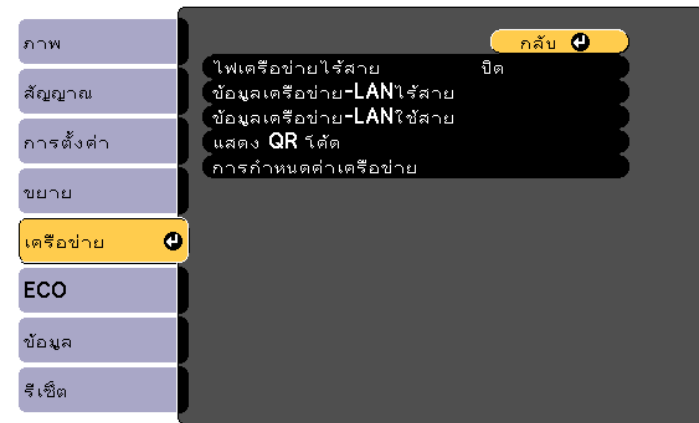 ภาพ
สัญญาณ
การตั้งค่า
ขยาย
เครือข่าย
ECO
ข้อมูล
รีเซ็ต
กลับ
ไฟเครือข่ายไร้สาย ปิด
ข้อมูลเครือข่าย-LANไร้สาย
ข้อมูลเครือข่าย-LANใช้สาย
แสดง QR โค้ด
การกำหนดค่าเครือข่าย